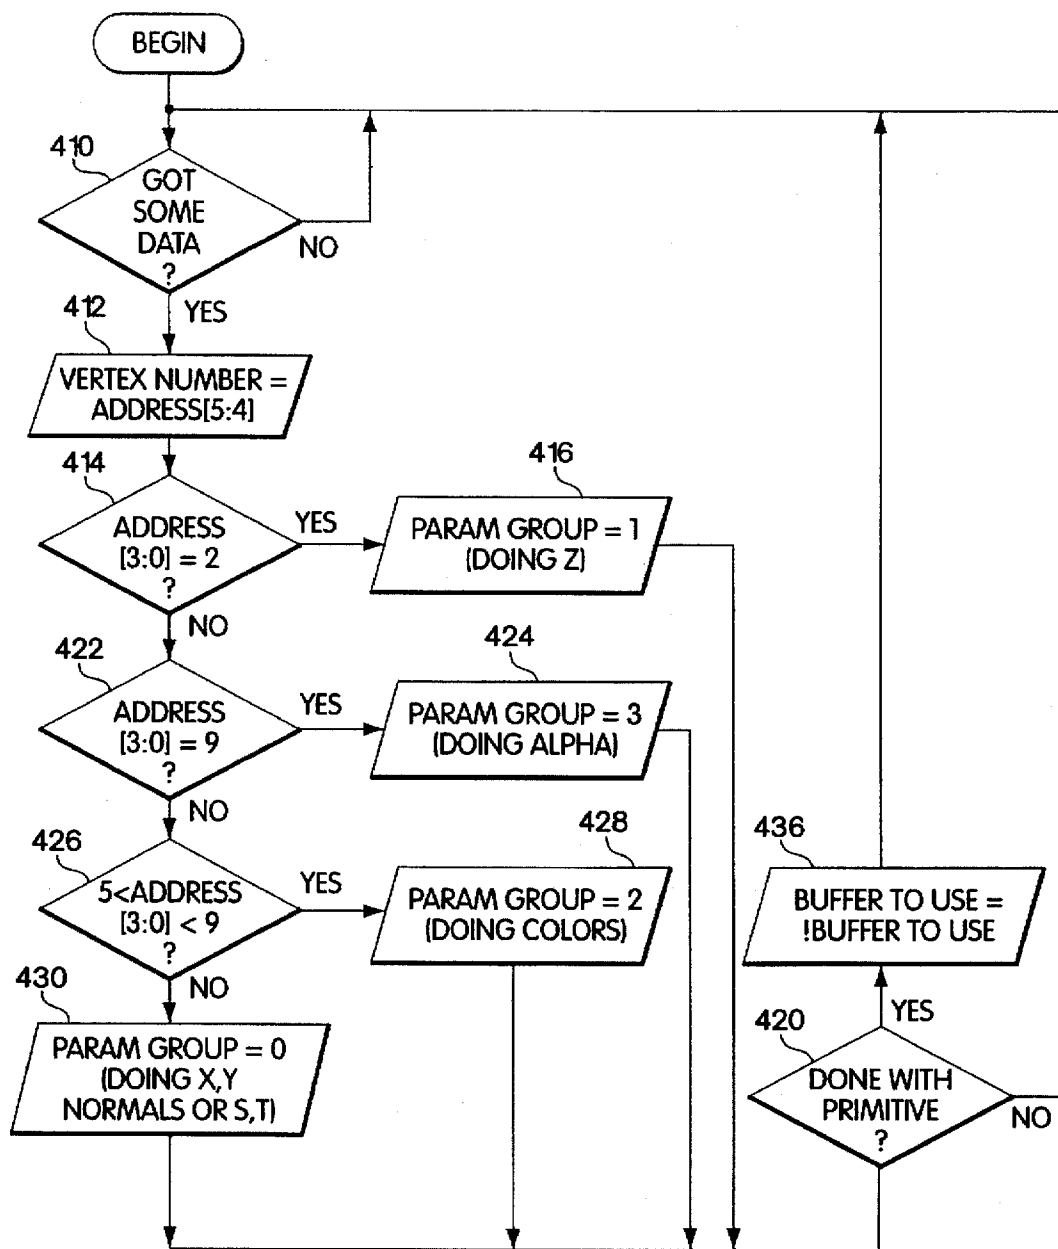 BEGIN
410
GOT
SOME
DATA
?
NO
YES
412
VERTEX NUMBER =
ADDRESS[5:4]
414
ADDRESS
[3:0] = 2
?
YES
416
PARAM GROUP = 1
(DOING Z)
NO
422
ADDRESS
[3:0] = 9
?
YES
424
PARAM GROUP = 3
(DOING ALPHA)
NO
426
5<ADDRESS
[3:0] < 9
?
YES
428
PARAM GROUP = 2
(DOING COLORS)
NO
430
PARAM GROUP = 0
(DOING X,Y
NORMALS OR S,T)
436
BUFFER TO USE =
!BUFFER TO USE
YES
420
DONE WITH
PRIMITIVE
?
NO